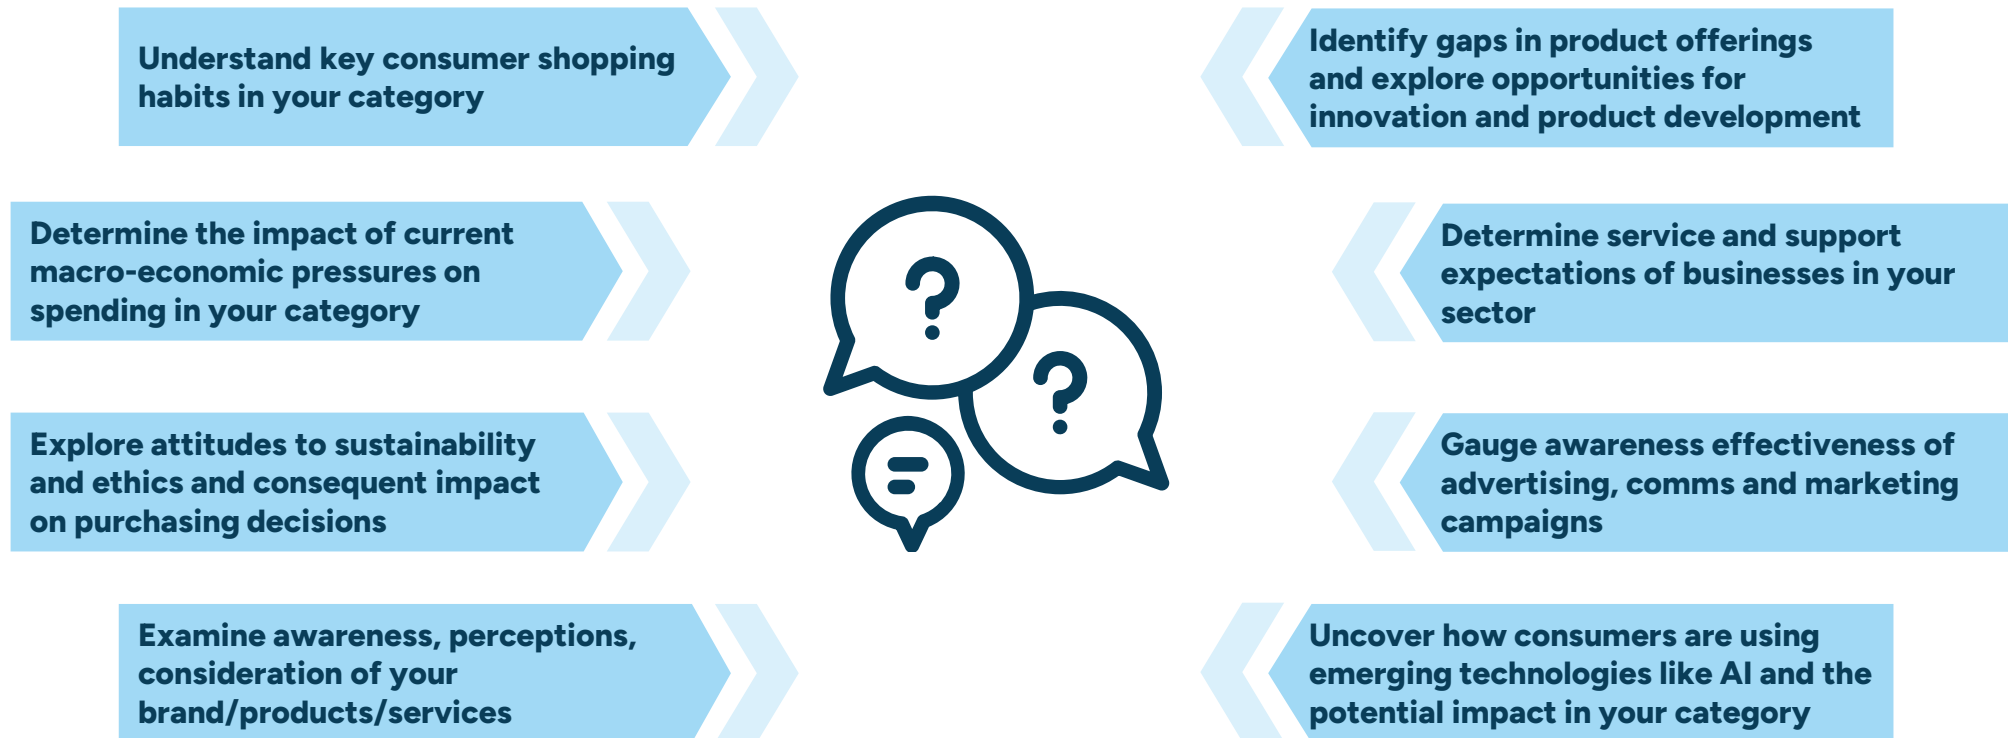 Understand key consumer shopping
habits in your category
Determine the impact of current
macro-economic pressures on
spending in your category
Explore attitudes to sustainability
and ethics and consequent impact
on purchasing decisions
Examine awareness, perceptions,
consideration of your
brand/products/services
Identify gaps in product offerings
and explore opportunities for
innovation and product development
Determine service and support
expectations of businesses in your
sector
Gauge awareness effectiveness of
advertising, comms and marketing
campaigns
Uncover how consumers are using
emerging technologies like AI and the
potential impact in your category